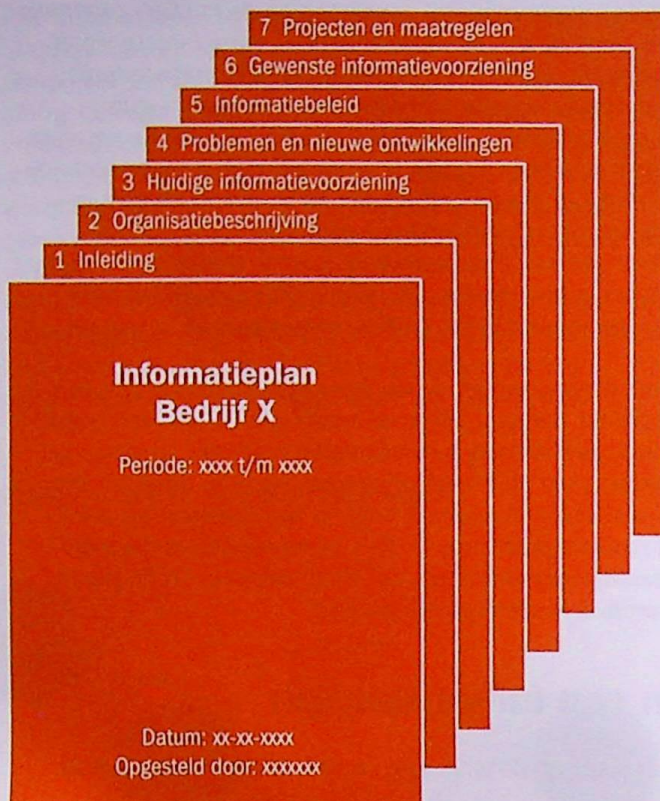 7 Projecten en maatregelen
6 Gewenste informatievoorziening
5 Informatiebeleid
4 Problemen en nieuwe ontwikkelingen
3 Huidige informatievoorziening
2 Organisatiebeschrijving
1 Inleiding
Informatieplan
Bedrijf X
Periode: xxxx t/m xxxx
Datum: xx-xx-xxxx
Opgesteld door: xxxxxxx